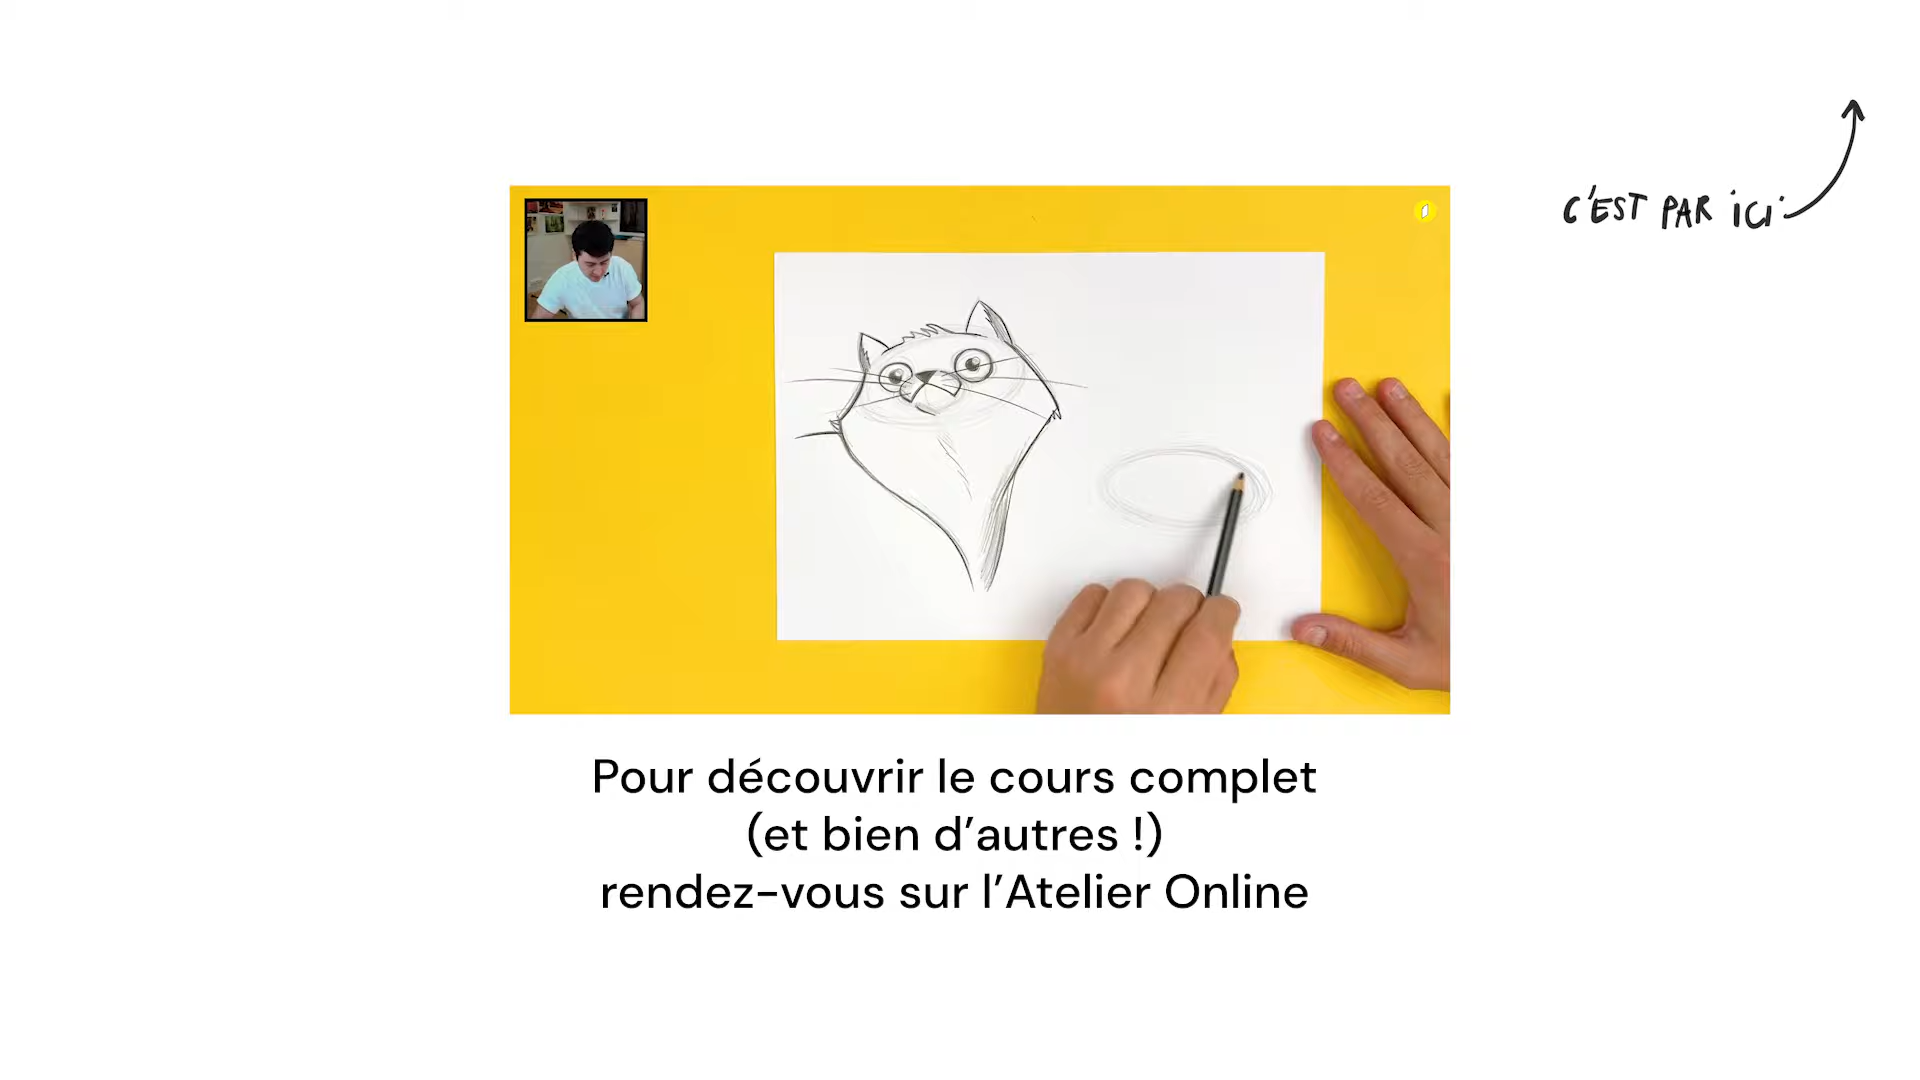 C'EST PAR ici
Pour découvrir le cours complet
(et bien d’autres !)
rendez-vous sur l’Atelier Online